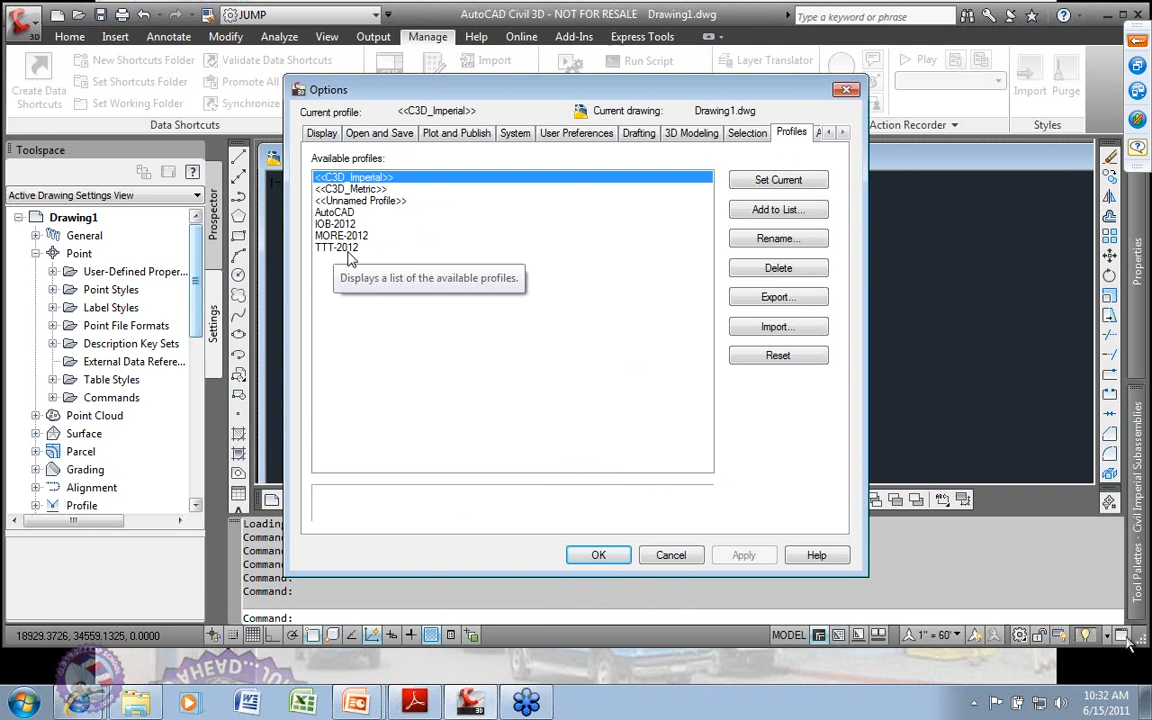 JUMP
AutoCAD Civil 3D - NOT FOR RESALE Drawing1.dwg
Type a keyword or phrase
3D
Home Insert Annotate Modify Analyze View Output Manage Help Online Add-Ins Express Tools
Create Data
Shortcuts
New Shortcuts Folder
Set Shortcuts Folder
Set Working Folder
Validate Data Shortcuts
Promote All
Synchronize
Data Shortcuts
Import
Run Script
Layer Translator
Play
Action Recorder
Import Purge
Styles
Toolspace
Active Drawing Settings View
Drawing1
General
Point
User-Defined Proper...
Point Styles
Label Styles
Point File Formats
Description Key Sets
External Data Refere...
Table Styles
Commands
Point Cloud
Surface
Parcel
Grading
Alignment
Profile
Prospector
Settings
Options
Current profile: <<C3D_Imperial>> Current drawing: Drawing1.dwg
Display Open and Save Plot and Publish System User Preferences Drafting 3D Modeling Selection Profiles
Available profiles:
<<C3D_Imperial>>
<<C3D_Metric>>
<<Unnamed Profile>>
AutoCAD
IOB-2012
MORE-2012
TTT-2012
Displays a list of the available profiles.
Set Current
Add to List...
Rename...
Delete
Export...
Import...
Reset
OK Cancel Apply Help
Properties
Tool Palettes - Civil Imperial Subassemblies
Loading
Command:
Command:
Command:
Command:
Command:
Command:
18929.3726, 34559.1325, 0.0000
MODEL
1" = 60'
AHEAD
10:32 AM
6/15/2011